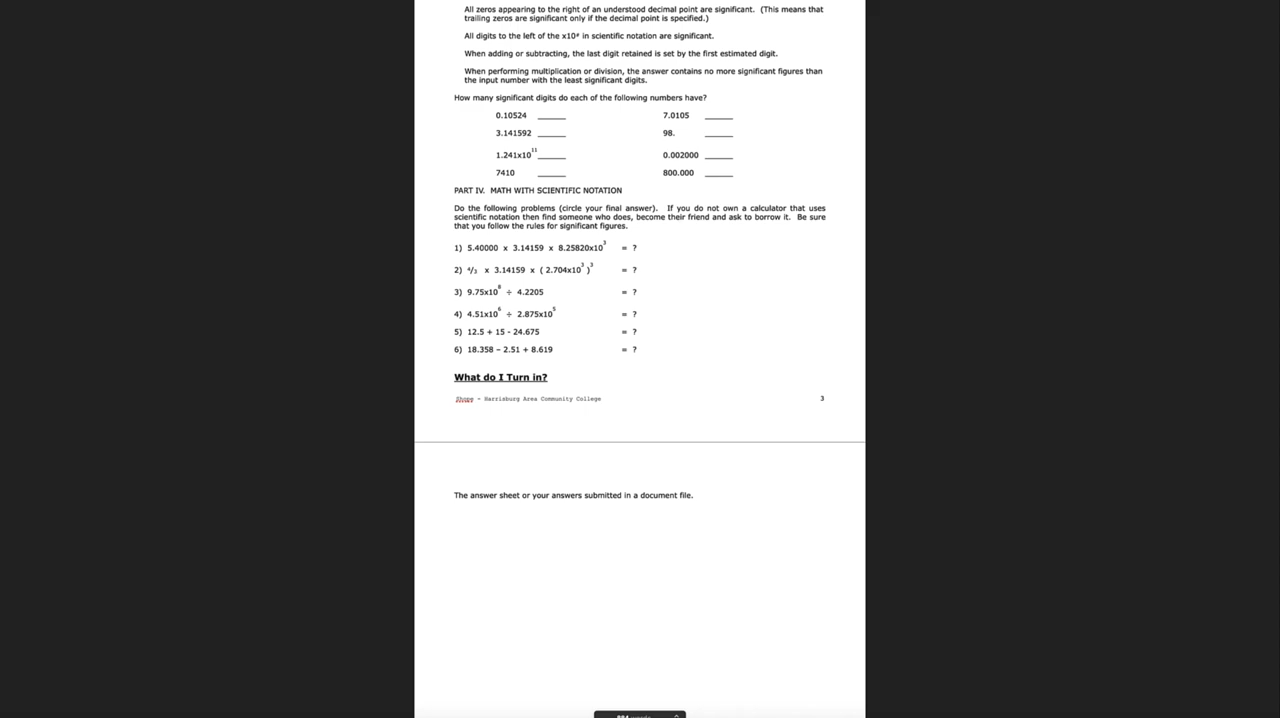 All zeros appearing to the right of an understood decimal point are significant. (This means that
trailing zeros are significant only if the decimal point is specified.)
All digits to the left of the x10ˣ in scientific notation are significant.
When adding or subtracting, the last digit retained is set by the first estimated digit.
When performing multiplication or division, the answer contains no more significant figures than
the input number with the least significant digits.
How many significant digits do each of the following numbers have?
0.10524 ______ 7.0105 ______
3.141592 ______ 98. ______
1.241x10¹¹ ______ 0.002000 ______
7410 ______ 800.000 ______
PART IV. MATH WITH SCIENTIFIC NOTATION
Do the following problems (circle your final answer). If you do not own a calculator that uses
scientific notation then find someone who does, become their friend and ask to borrow it. Be sure
that you follow the rules for significant figures.
1) 5.40000 x 3.14159 x 8.25820x10³ = ?
2) ⁴/₃ x 3.14159 x ( 2.704x10³ )³ = ?
3) 9.75x10⁸ ÷ 4.2205 = ?
4) 4.51x10⁶ ÷ 2.875x10⁵ = ?
5) 12.5 + 15 - 24.675 = ?
6) 18.358 – 2.51 + 8.619 = ?
What do I Turn in?
Shope - Harrisburg Area Community College 3
The answer sheet or your answers submitted in a document file.